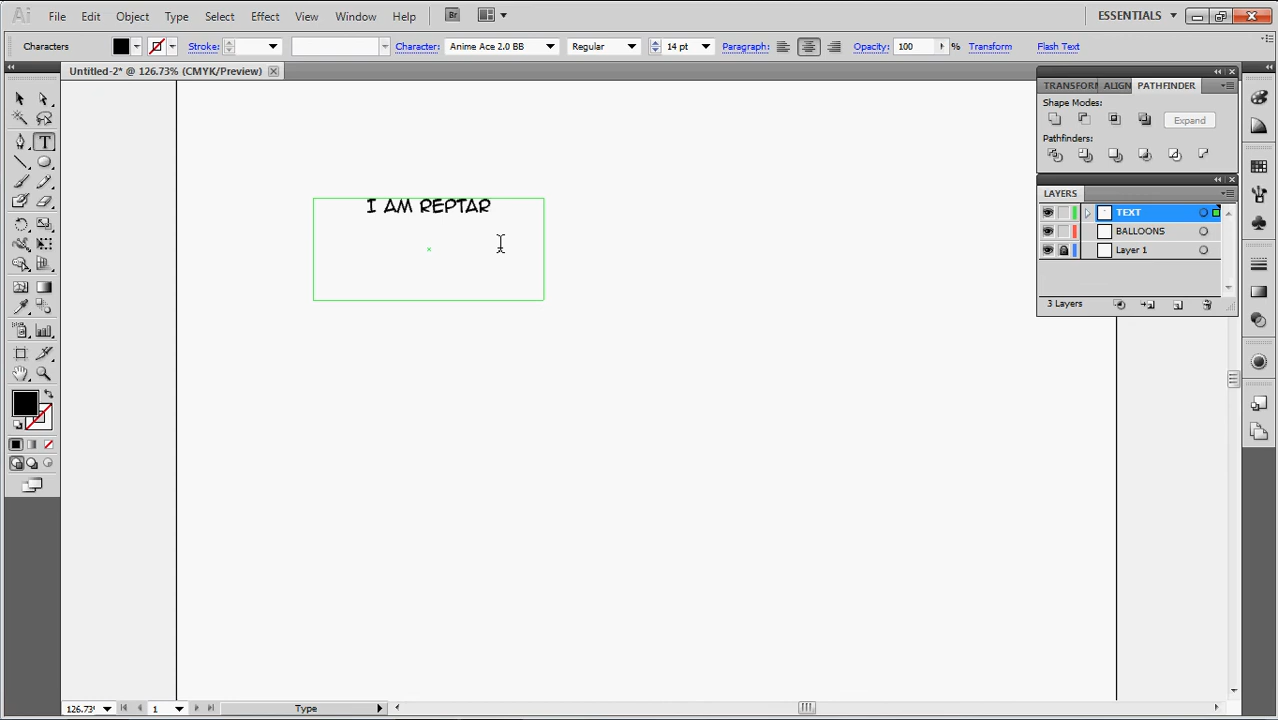 Ai File Edit Object Type Select Effect View Window Help Br ESSENTIALS
Characters Stroke: Character: Anime Ace 2.0 BB Regular 14 pt Paragraph: Opacity: 100 % Transform Flash Text
Untitled-2* @ 126.73% (CMYK/Preview)
TRANSFORM ALIGN PATHFINDER
Shape Modes:
Expand
Pathfinders:
LAYERS
TEXT
BALLOONS
Layer 1
3 Layers
I AM REPTAR
126.73 1 Type